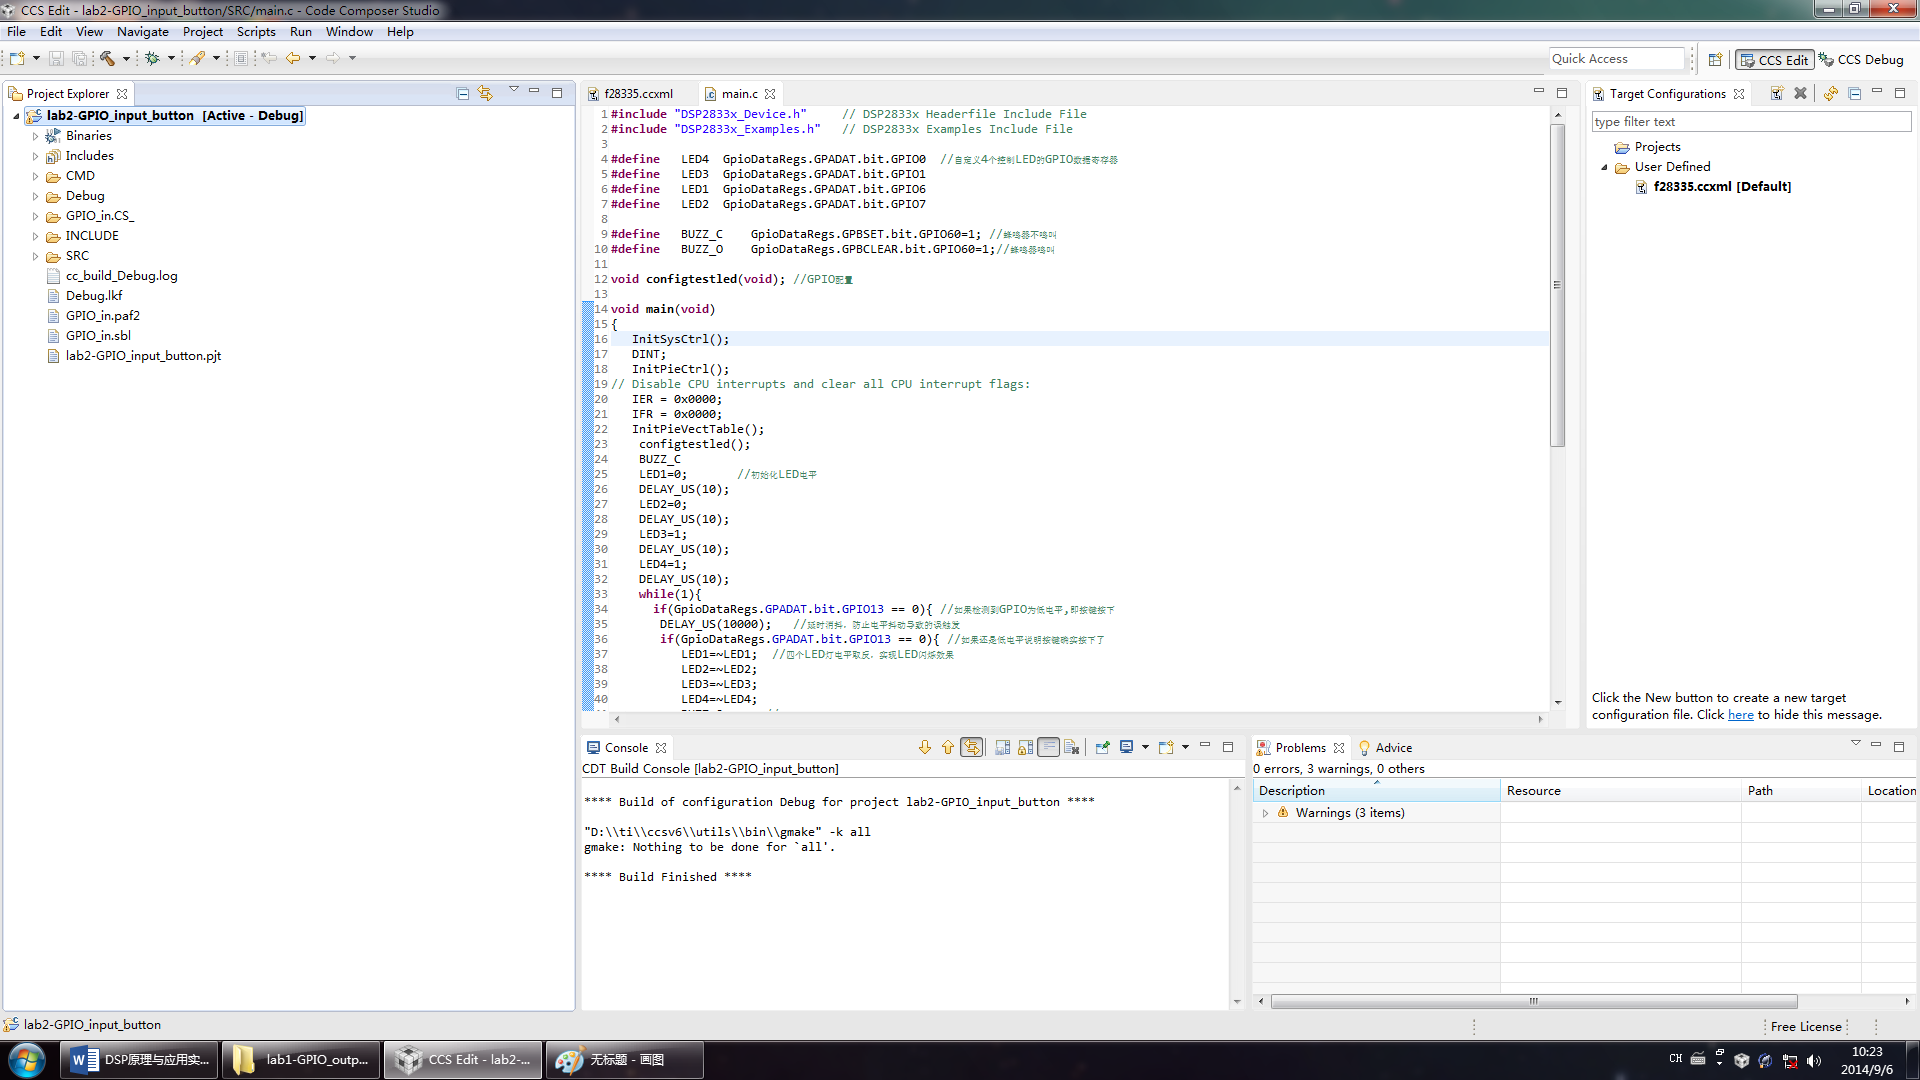 CCS Edit - lab2-GPIO_input_button/SRC/main.c - Code Composer Studio
File Edit View Navigate Project Scripts Run Window Help
Quick Access
CCS Edit
CCS Debug
Project Explorer
lab2-GPIO_input_button [Active - Debug]
Binaries
Includes
CMD
Debug
GPIO_in.CS_
INCLUDE
SRC
cc_build_Debug.log
Debug.lkf
GPIO_in.paf2
GPIO_in.sbl
lab2-GPIO_input_button.pjt
f28335.ccxml
main.c
1 #include "DSP2833x_Device.h" // DSP2833x Headerfile Include File
2 #include "DSP2833x_Examples.h" // DSP2833x Examples Include File
3
4 #define LED4 GpioDataRegs.GPADAT.bit.GPIO0 //自定义4个控制LED的GPIO数据寄存器
5 #define LED3 GpioDataRegs.GPADAT.bit.GPIO1
6 #define LED1 GpioDataRegs.GPADAT.bit.GPIO6
7 #define LED2 GpioDataRegs.GPADAT.bit.GPIO7
8
9 #define BUZZ_C GpioDataRegs.GPBSET.bit.GPIO60=1; //蜂鸣器不鸣叫
10 #define BUZZ_O GpioDataRegs.GPBCLEAR.bit.GPIO60=1;//蜂鸣器鸣叫
11
12 void configtestled(void); //GPIO配置
13
14 void main(void)
15 {
16 InitSysCtrl();
17 DINT;
18 InitPieCtrl();
19 // Disable CPU interrupts and clear all CPU interrupt flags:
20 IER = 0x0000;
21 IFR = 0x0000;
22 InitPieVectTable();
23 configtestled();
24 BUZZ_C
25 LED1=0; //初始化LED电平
26 DELAY_US(10);
27 LED2=0;
28 DELAY_US(10);
29 LED3=1;
30 DELAY_US(10);
31 LED4=1;
32 DELAY_US(10);
33 while(1){
34 if(GpioDataRegs.GPADAT.bit.GPIO13 == 0){ //如果检测到GPIO为低电平,即按键按下
35 DELAY_US(10000); //延时消抖，防止电平抖动导致的误触发
36 if(GpioDataRegs.GPADAT.bit.GPIO13 == 0){ //如果还是低电平说明按键确实按下了
37 LED1=~LED1; //四个LED灯电平取反，实现LED闪烁效果
38 LED2=~LED2;
39 LED3=~LED3;
40 LED4=~LED4;
Target Configurations
type filter text
Projects
User Defined
f28335.ccxml [Default]
Click the New button to create a new target
configuration file. Click here to hide this message.
Console
CDT Build Console [lab2-GPIO_input_button]
**** Build of configuration Debug for project lab2-GPIO_input_button ****
"D:\\ti\\ccsv6\\utils\\bin\\gmake" -k all
gmake: Nothing to be done for `all'.
**** Build Finished ****
Problems
Advice
0 errors, 3 warnings, 0 others
Description Resource Path Location
Warnings (3 items)
lab2-GPIO_input_button
Free License
DSP原理与应用实...
lab1-GPIO_outp...
CCS Edit - lab2-...
无标题 - 画图
CH
10:23
2014/9/6